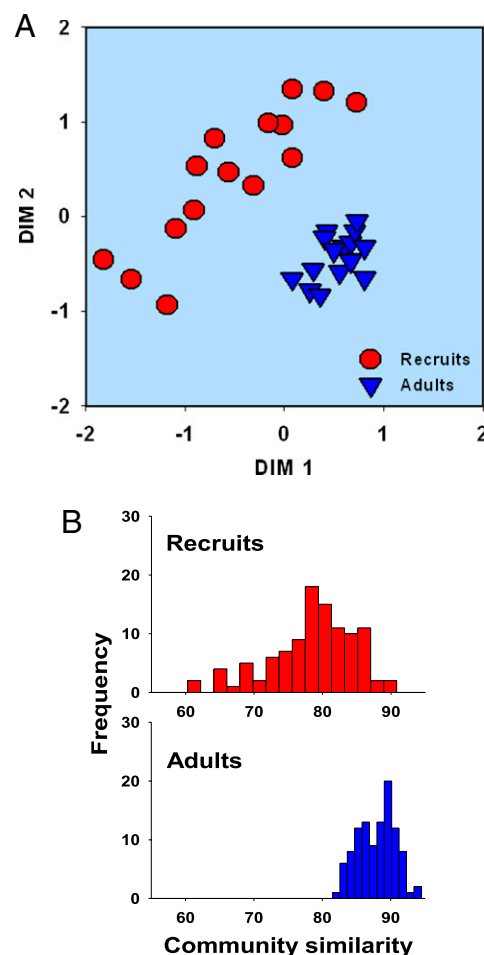 A
2
1
0
-1
-2
DIM 2
Recruits
Adults
-2 -1 0 1 2
DIM 1
B
30
Recruits
20
10
0
60 70 80 90
Frequency
30
Adults
20
10
0
60 70 80 90
Community similarity